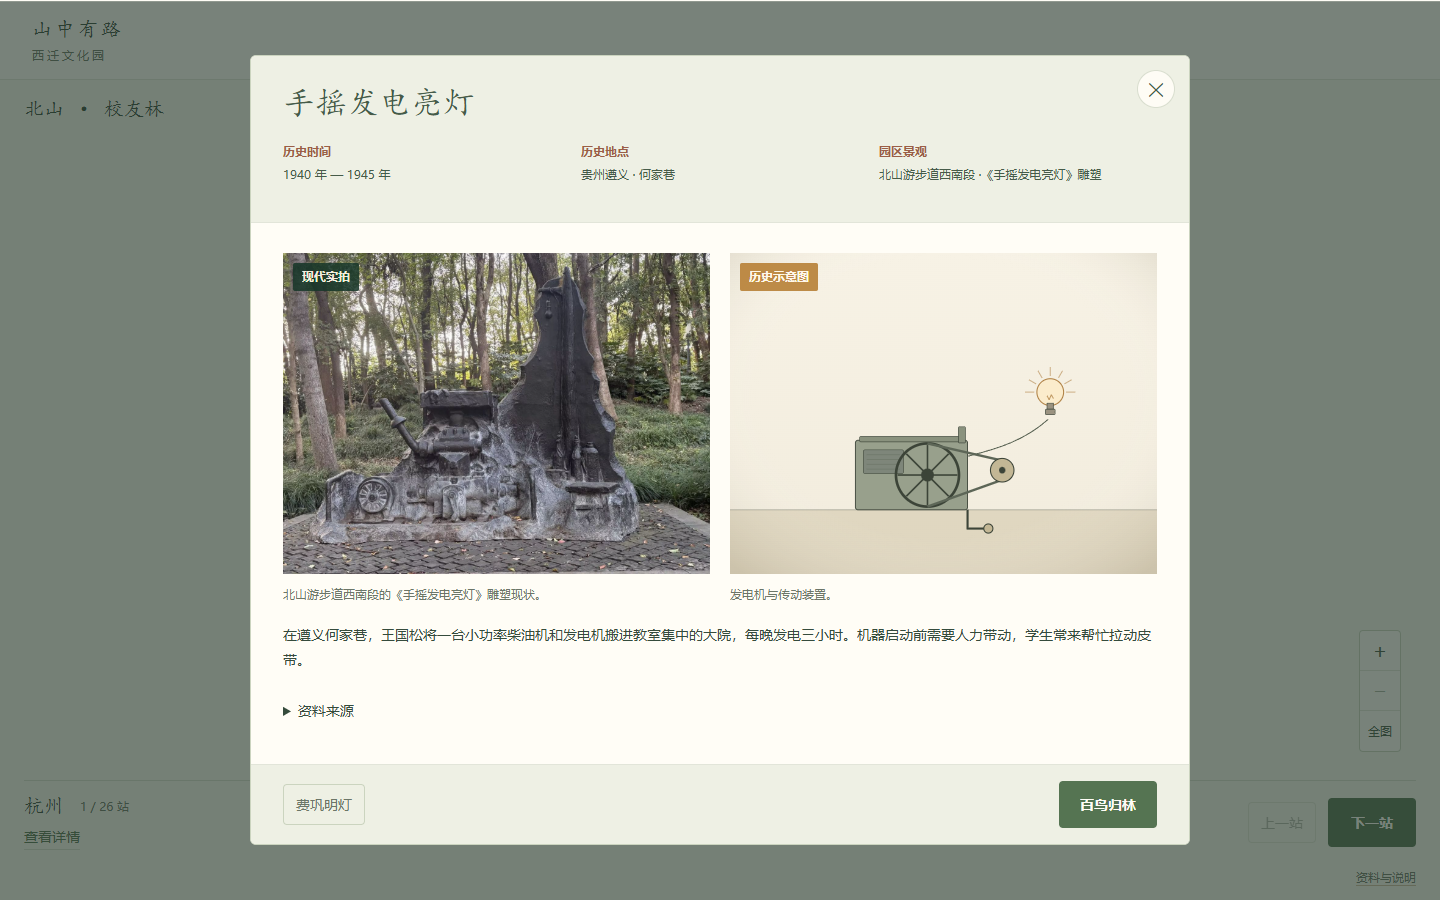 山中有路
西迁文化园
北山 • 校友林
手摇发电亮灯
历史时间
1940 年 — 1945 年
历史地点
贵州遵义 · 何家巷
园区景观
北山游步道西南段 ·《手摇发电亮灯》雕塑
现代实拍
历史示意图
北山游步道西南段的《手摇发电亮灯》雕塑现状。
发电机与传动装置。
在遵义何家巷，王国松将一台小功率柴油机和发电机搬进教室集中的大院，每晚发电三小时。机器启动前需要人力带动，学生常来帮忙拉动皮
带。
▶ 资料来源
费巩明灯
百鸟归林
+
−
全图
杭州 1 / 26 站
查看详情
上一站
下一站
资料与说明